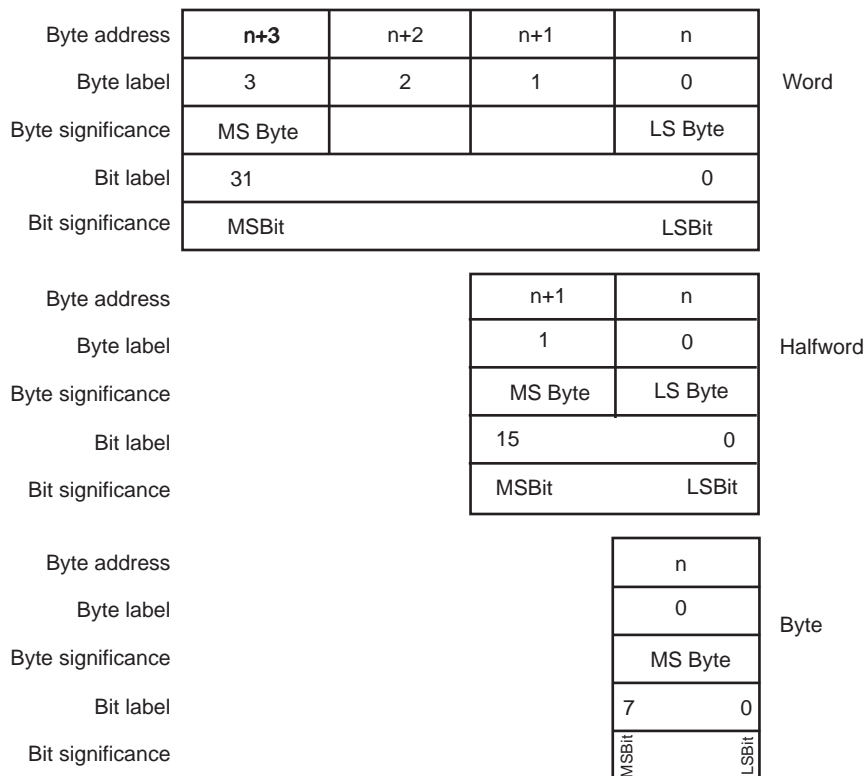 Byte address n+3 n+2 n+1 n
Byte label 3 2 1 0 Word
Byte significance MS Byte LS Byte
Bit label 31 0
Bit significance MSBit LSBit
Byte address n+1 n
Byte label 1 0 Halfword
Byte significance MS Byte LS Byte
Bit label 15 0
Bit significance MSBit LSBit
Byte address n
Byte label 0 Byte
Byte significance MS Byte
Bit label 7 0
Bit significance MSBit LSBit